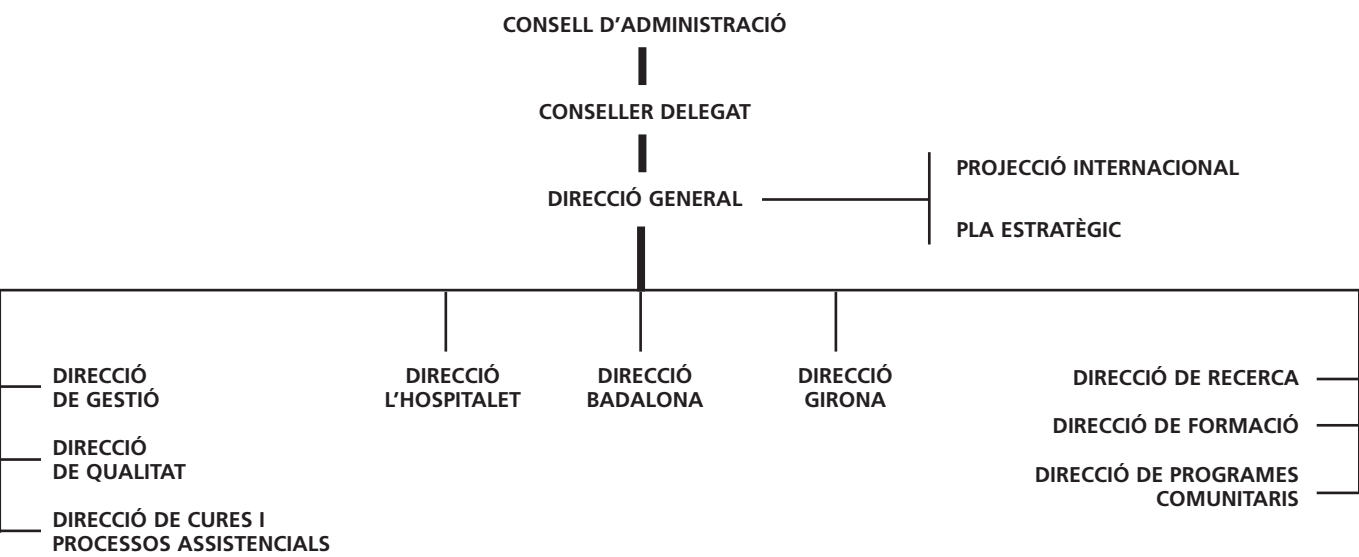 CONSELL D’ADMINISTRACIÓ
CONSELLER DELEGAT
DIRECCIÓ GENERAL
PROJECCIÓ INTERNACIONAL
PLA ESTRATÈGIC
DIRECCIÓ
DE GESTIÓ
DIRECCIÓ
DE QUALITAT
DIRECCIÓ DE CURES I
PROCESSOS ASSISTENCIALS
DIRECCIÓ
L’HOSPITALET
DIRECCIÓ
BADALONA
DIRECCIÓ
GIRONA
DIRECCIÓ DE RECERCA
DIRECCIÓ DE FORMACIÓ
DIRECCIÓ DE PROGRAMES
COMUNITARIS